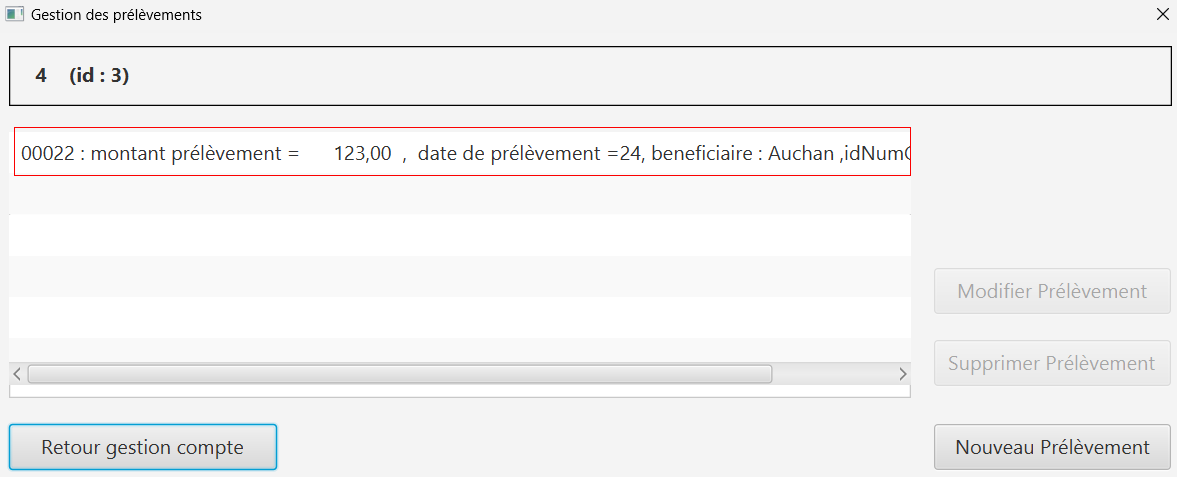 Gestion des prélèvements
4 (id : 3)
00022 : montant prélèvement = 123,00 , date de prélèvement =24, beneficiaire : Auchan ,idNum
Modifier Prélèvement
Supprimer Prélèvement
Retour gestion compte
Nouveau Prélèvement